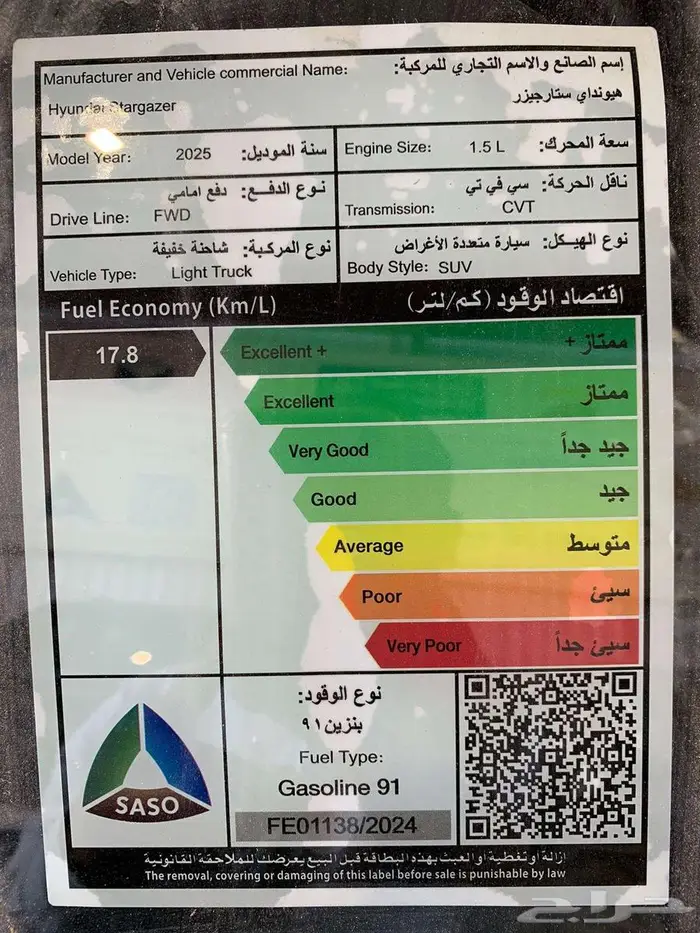 إسم الصانع والاسم التجاري للمركبة:
Manufacturer and Vehicle commercial Name:
هيونداي ستارجيزر
Hyundai Stargazer
Model Year: 2025 سنة الموديل:
Engine Size: 1.5 L سعة المحرك:
نوع الدفع: دفع امامي
Drive Line: FWD
ناقل الحركة: سي في تي
Transmission: CVT
نوع المركبة: شاحنة خفيفة
Vehicle Type: Light Truck
نوع الهيكل: سيارة متعددة الأغراض
Body Style: SUV
Fuel Economy (Km/L) اقتصاد الوقود (كم/لتر)
17.8
Excellent + ممتاز +
Excellent ممتاز
Very Good جيد جداً
Good جيد
Average متوسط
Poor سيئ
Very Poor سيئ جداً
SASO
نوع الوقود:
بنزين ٩١
Fuel Type:
Gasoline 91
FE01138/2024
ازالة أو تغطية او العبث بهذه البطاقة قبل البيع يعرضك للملاحقة القانونية
The removal, covering or damaging of this label before sale is punishable by law
حراج